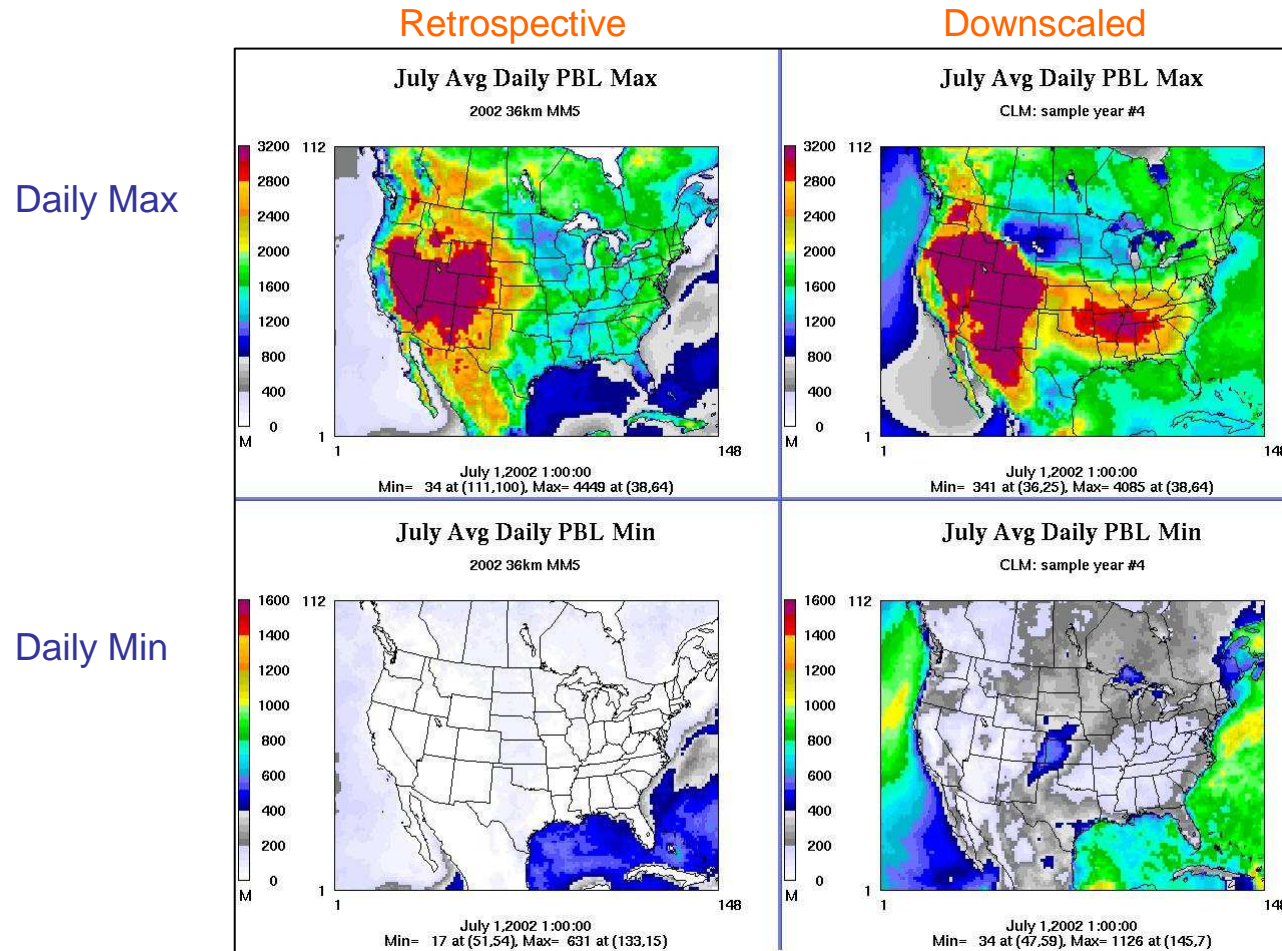 Retrospective
Downscaled
Daily Max
July Avg Daily PBL Max
2002 36km MM5
3200
2800
2400
2000
1600
1200
800
400
0
M
112
1
1
148
July 1,2002 1:00:00
Min= 34 at (111,100), Max= 4449 at (38,64)
July Avg Daily PBL Max
CLM: sample year #4
3200
2800
2400
2000
1600
1200
800
400
0
M
112
1
1
148
July 1,2002 1:00:00
Min= 341 at (36,25), Max= 4085 at (38,64)
Daily Min
July Avg Daily PBL Min
2002 36km MM5
1600
1400
1200
1000
800
600
400
200
0
M
112
1
1
148
July 1,2002 1:00:00
Min= 17 at (51,54), Max= 631 at (133,15)
July Avg Daily PBL Min
CLM: sample year #4
1600
1400
1200
1000
800
600
400
200
0
M
112
1
1
148
July 1,2002 1:00:00
Min= 34 at (47,59), Max= 1126 at (145,7)